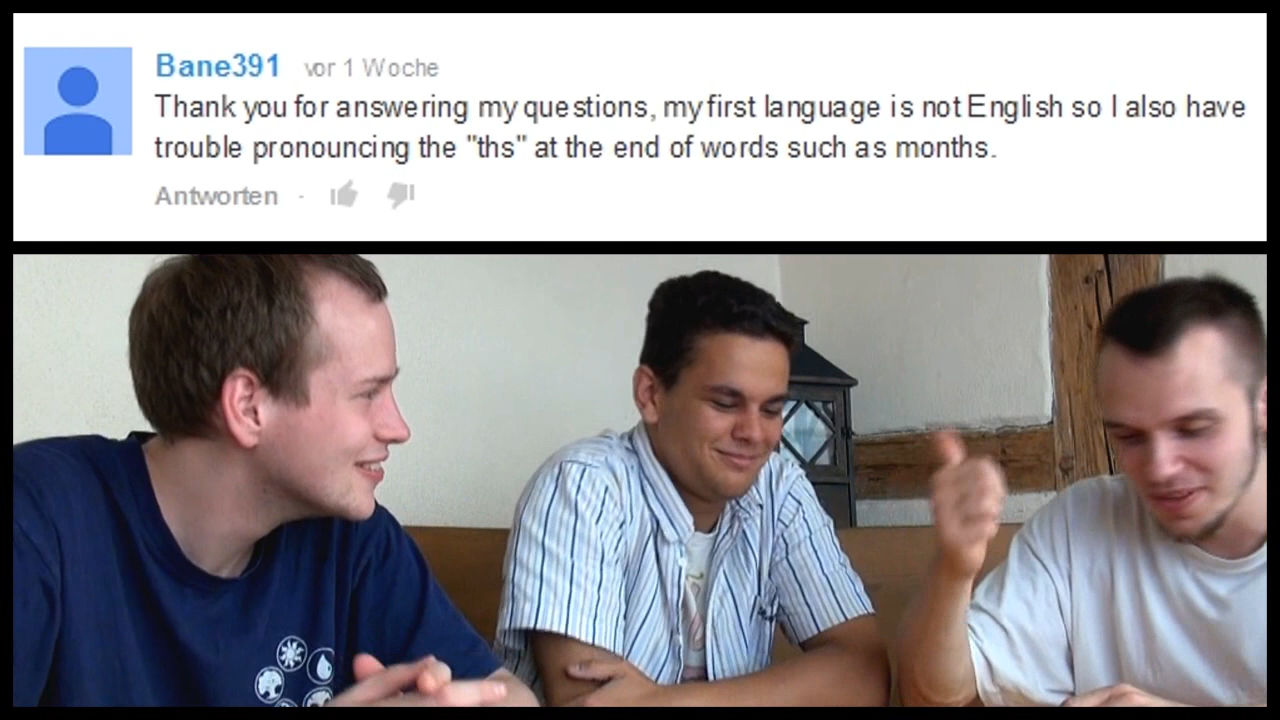 Bane391 vor 1 Woche
Thank you for answering my questions, my first language is not English so I also have
trouble pronouncing the "ths" at the end of words such as months.
Antworten ·